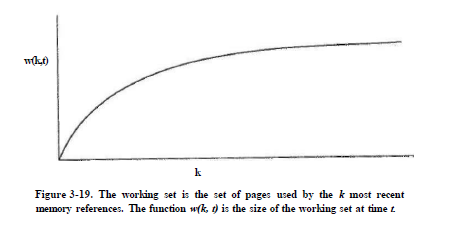 w(k,t)
k
Figure 3-19. The working set is the set of pages used by the k most recent
memory references. The function w(k, t) is the size of the working set at time t.